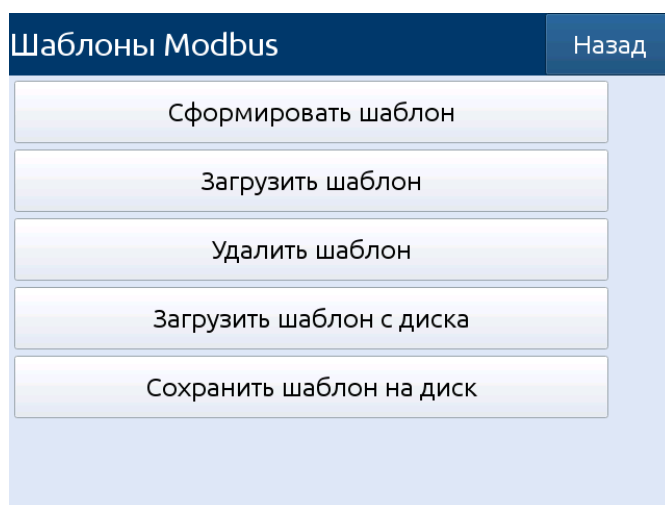 Шаблоны Modbus
Назад
Сформировать шаблон
Загрузить шаблон
Удалить шаблон
Загрузить шаблон с диска
Сохранить шаблон на диск